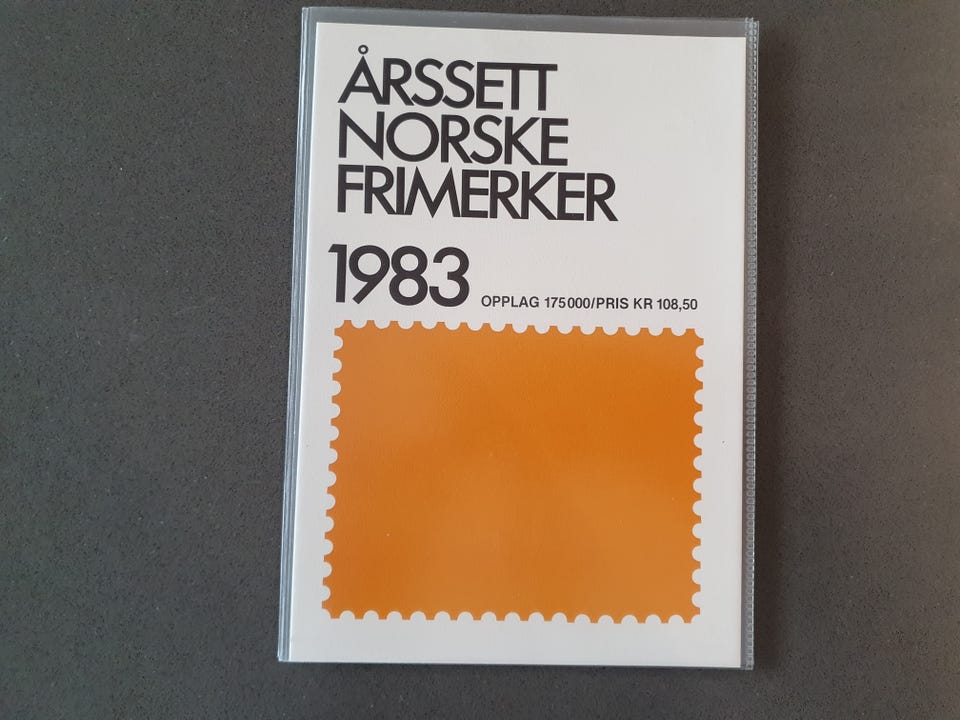 ÅRSSETT
NORSKE
FRIMERKER
1983 OPPLAG 175000/PRIS KR 108,50